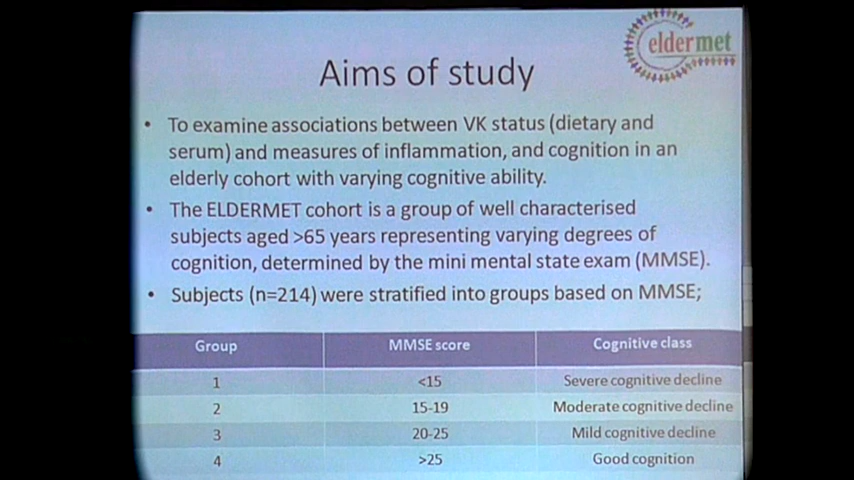 eldermet
Aims of study
• To examine associations between VK status (dietary and
serum) and measures of inflammation, and cognition in an
elderly cohort with varying cognitive ability.
• The ELDERMET cohort is a group of well characterised
subjects aged >65 years representing varying degrees of
cognition, determined by the mini mental state exam (MMSE).
• Subjects (n=214) were stratified into groups based on MMSE;
Group MMSE score Cognitive class
1 <15 Severe cognitive decline
2 15-19 Moderate cognitive decline
3 20-25 Mild cognitive decline
4 >25 Good cognition